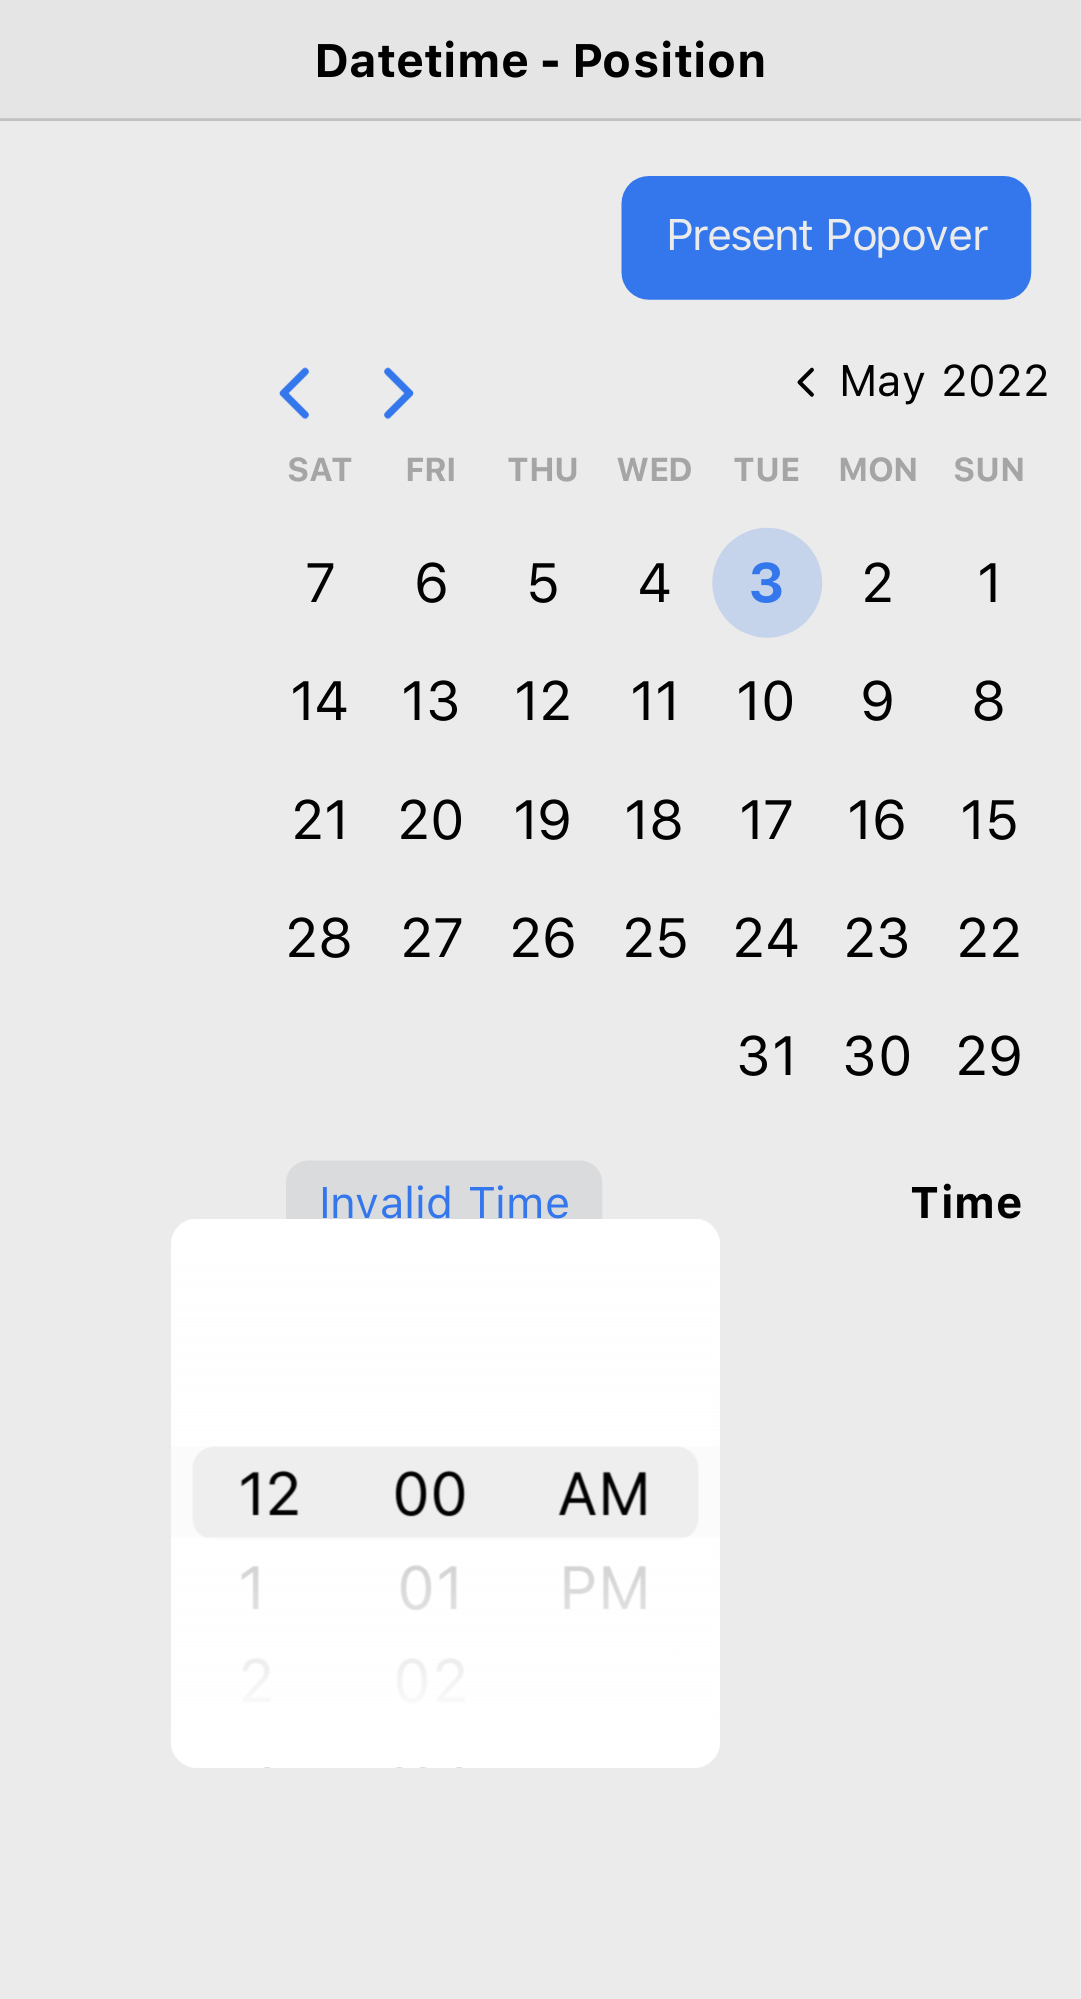 Datetime - Position
Present Popover
May 2022
SAT FRI THU WED TUE MON SUN
7 6 5 4 3 2 1
14 13 12 11 10 9 8
21 20 19 18 17 16 15
28 27 26 25 24 23 22
31 30 29
Invalid Time Time
12 00 AM
1 01 PM
2 02